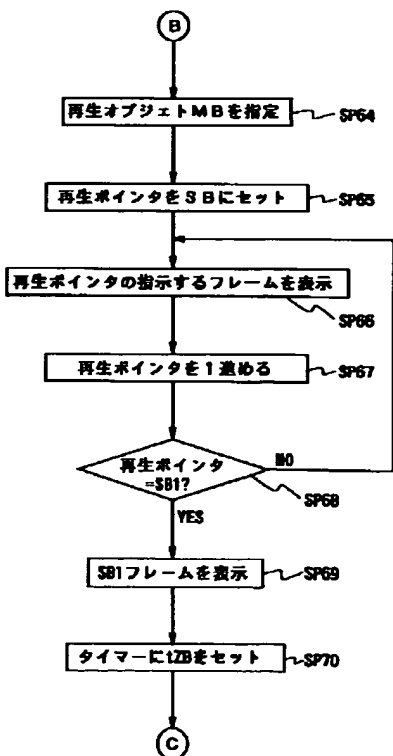 B
再生オブジェトMBを指定
SP64
再生ポインタをSBにセット
SP65
再生ポインタの指示するフレームを表示
SP66
再生ポインタを1進める
SP67
再生ポインタ
=SB1?
NO
SP68
YES
SB1フレームを表示
SP69
タイマーにtZBをセット
SP70
C